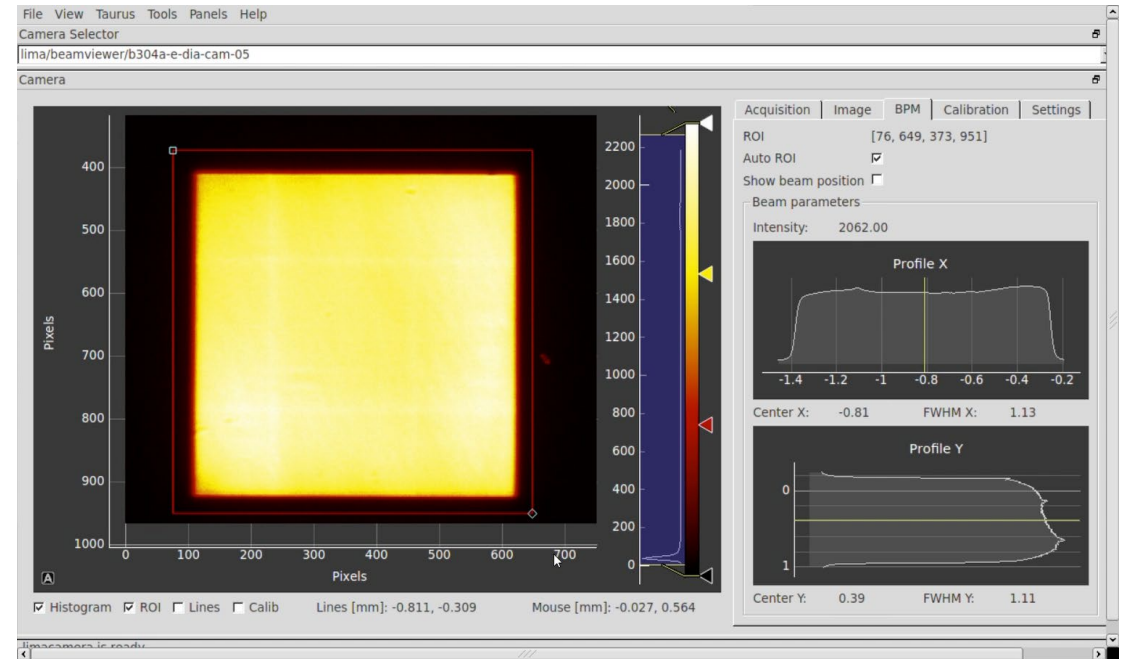 File View Taurus Tools Panels Help
Camera Selector
lima/beamviewer/b304a-e-dia-cam-05
Camera
Acquisition Image BPM Calibration Settings
ROI [76, 649, 373, 951]
Auto ROI
Show beam position
Beam parameters
Intensity: 2062.00
Profile X
-1.4 -1.2 -1 -0.8 -0.6 -0.4 -0.2
Center X: -0.81 FWHM X: 1.13
Profile Y
0
1
Center Y: 0.39 FWHM Y: 1.11
400
500
600
700
800
900
1000
Pixels
0 100 200 300 400 500 600 700
Pixels
A
2200
2000
1800
1600
1400
1200
1000
800
600
400
200
0
Histogram ROI Lines Calib Lines [mm]: -0.811, -0.309 Mouse [mm]: -0.027, 0.564
limacamera is ready